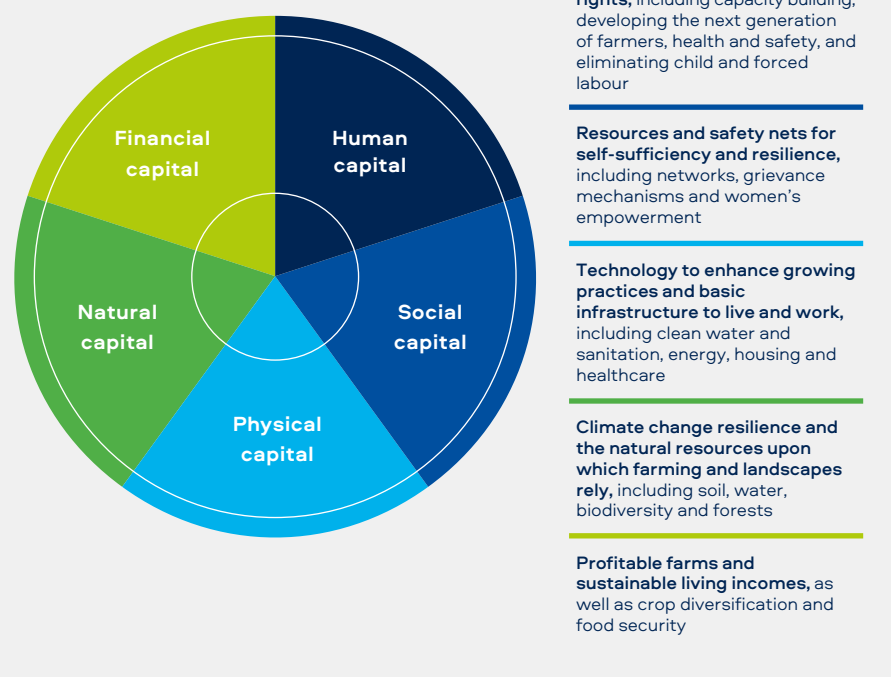 Financial
capital
Human
capital
Natural
capital
Social
capital
Physical
capital
rights, including capacity building,
developing the next generation
of farmers, health and safety, and
eliminating child and forced
labour
Resources and safety nets for
self-sufficiency and resilience,
including networks, grievance
mechanisms and women’s
empowerment
Technology to enhance growing
practices and basic
infrastructure to live and work,
including clean water and
sanitation, energy, housing and
healthcare
Climate change resilience and
the natural resources upon
which farming and landscapes
rely, including soil, water,
biodiversity and forests
Profitable farms and
sustainable living incomes, as
well as crop diversification and
food security